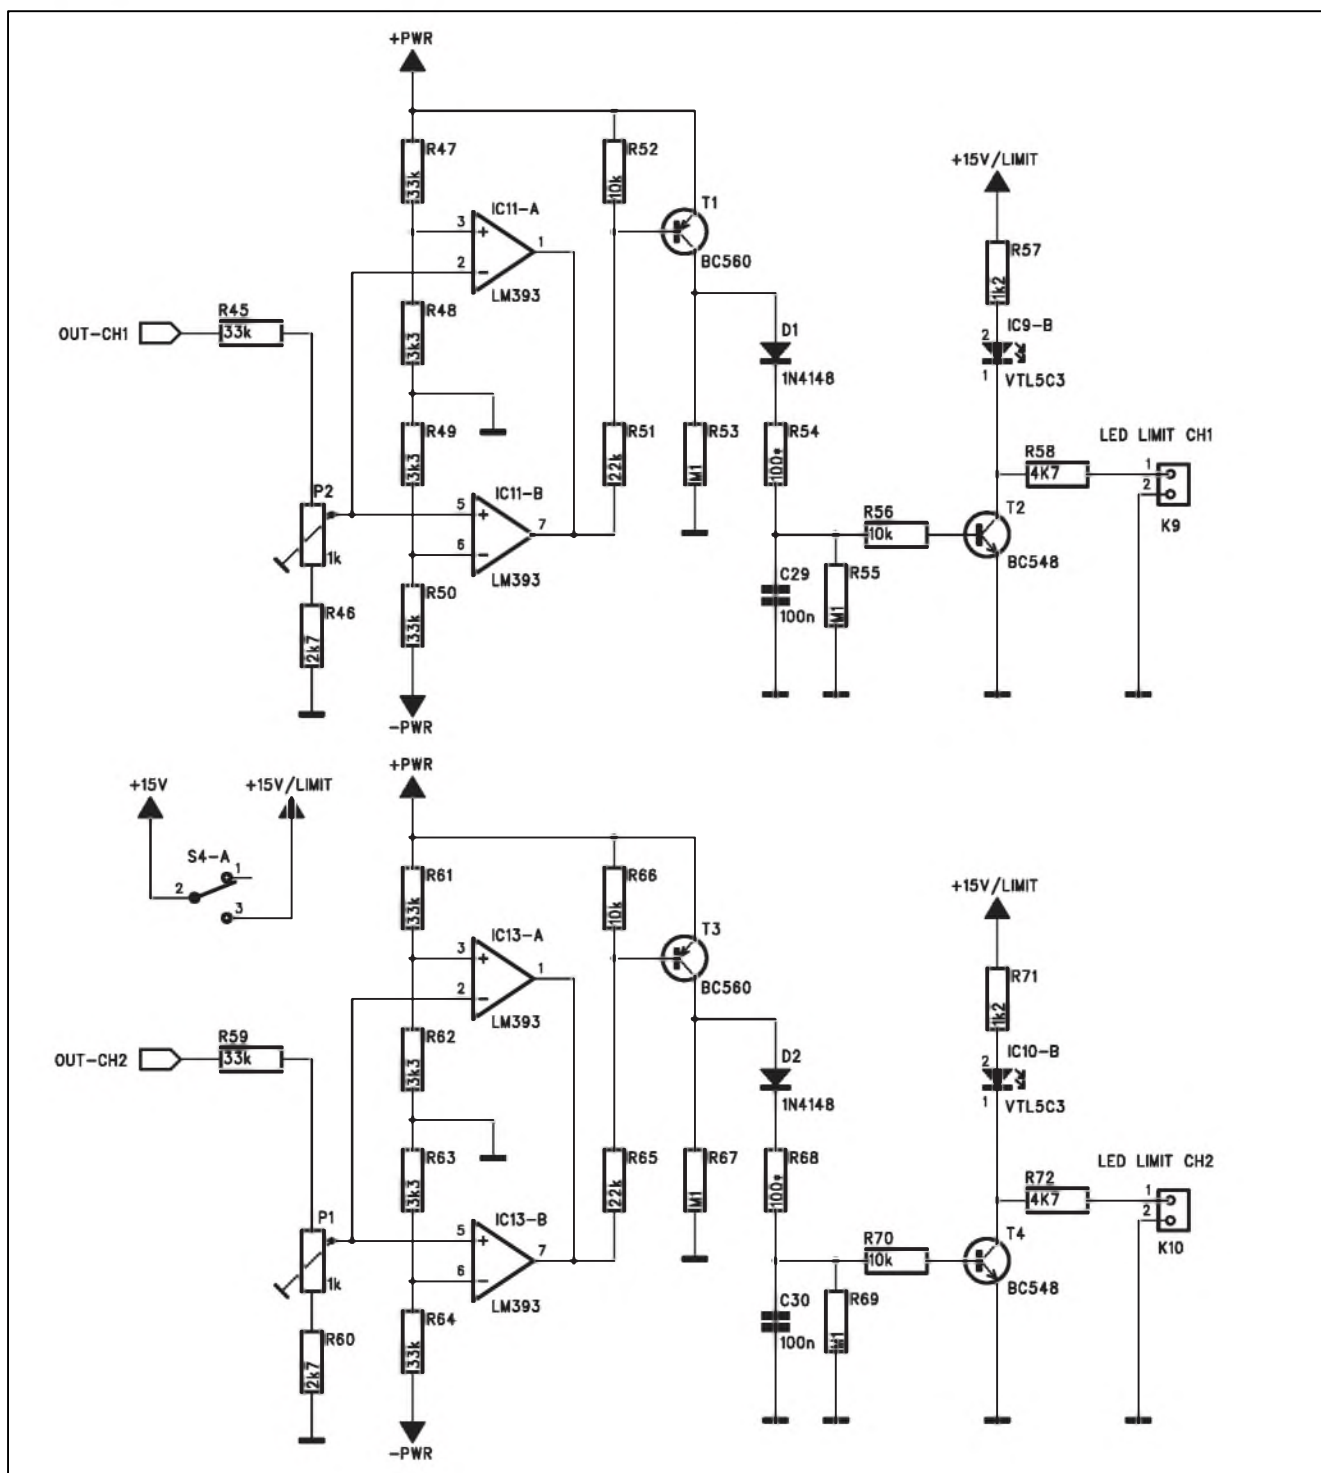 +PWR
R47
33k
R52
10k
+15V/LIMIT
IC11-A
3
+
1
2
-
LM393
T1
BC560
R57
1k2
R45
33k
OUT-CH1
R48
3k3
D1
1N4148
2
IC9-B
1
VTL5C3
R49
3k3
R51
22k
R53
M1
R54
100*
LED LIMIT CH1
R58
4K7
1
2
K9
P2
1k
IC11-B
5
+
7
6
-
LM393
R56
10k
T2
BC548
R46
2k7
R50
33k
C29
100n
R55
M1
-PWR
+PWR
+15V
+15V/LIMIT
S4-A
1
2
3
R61
33k
R66
10k
+15V/LIMIT
IC13-A
3
+
1
2
-
LM393
T3
BC560
R71
1k2
R59
33k
OUT-CH2
R62
3k3
D2
1N4148
2
IC10-B
1
VTL5C3
R63
3k3
R65
22k
R67
M1
R68
100*
LED LIMIT CH2
R72
4K7
1
2
K10
P1
1k
IC13-B
5
+
7
6
-
LM393
R70
10k
T4
BC548
R60
2k7
R64
33k
C30
100n
R69
M1
-PWR